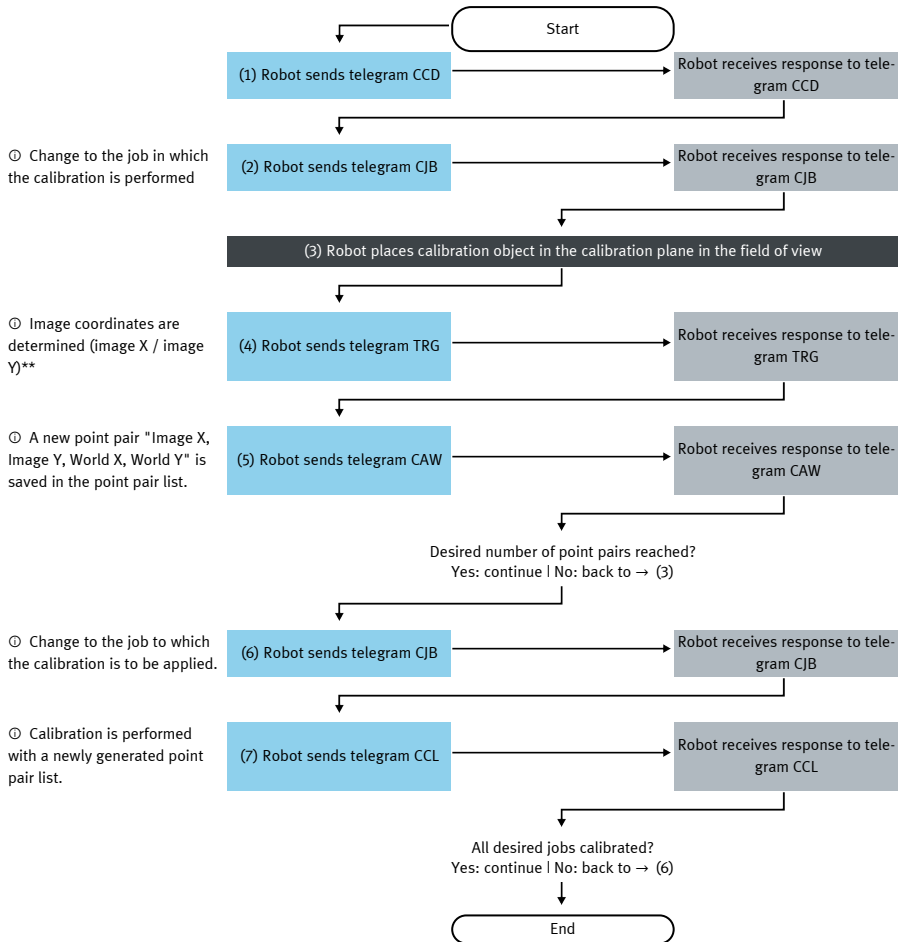 Start
(1) Robot sends telegram CCD
Robot receives response to tele-
gram CCD
ⓘ Change to the job in which
the calibration is performed
(2) Robot sends telegram CJB
Robot receives response to tele-
gram CJB
(3) Robot places calibration object in the calibration plane in the field of view
ⓘ Image coordinates are
determined (image X / image
Y)**
(4) Robot sends telegram TRG
Robot receives response to tele-
gram TRG
ⓘ A new point pair "Image X,
Image Y, World X, World Y" is
saved in the point pair list.
(5) Robot sends telegram CAW
Robot receives response to tele-
gram CAW
Desired number of point pairs reached?
Yes: continue | No: back to → (3)
ⓘ Change to the job to which
the calibration is to be applied.
(6) Robot sends telegram CJB
Robot receives response to tele-
gram CJB
ⓘ Calibration is performed
with a newly generated point
pair list.
(7) Robot sends telegram CCL
Robot receives response to tele-
gram CCL
All desired jobs calibrated?
Yes: continue | No: back to → (6)
End